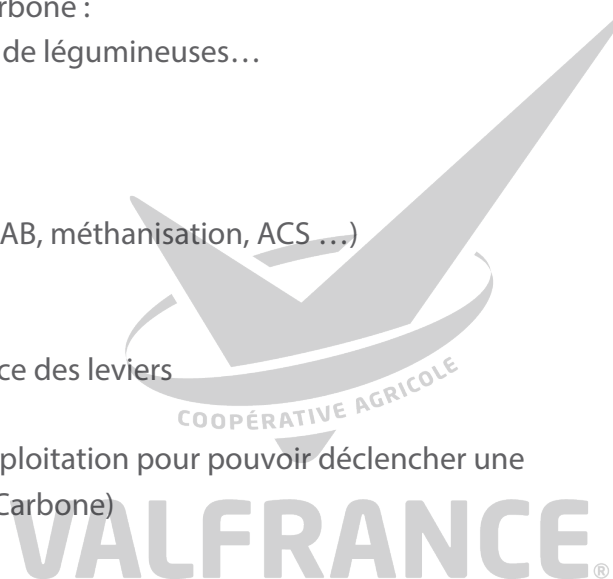 rbone :
de légumineuses…
AB, méthanisation, ACS …)
ce des leviers
COOPÉRATIVE AGRICOLE
ploitation pour pouvoir déclencher une
Carbone)
VALFRANCE®